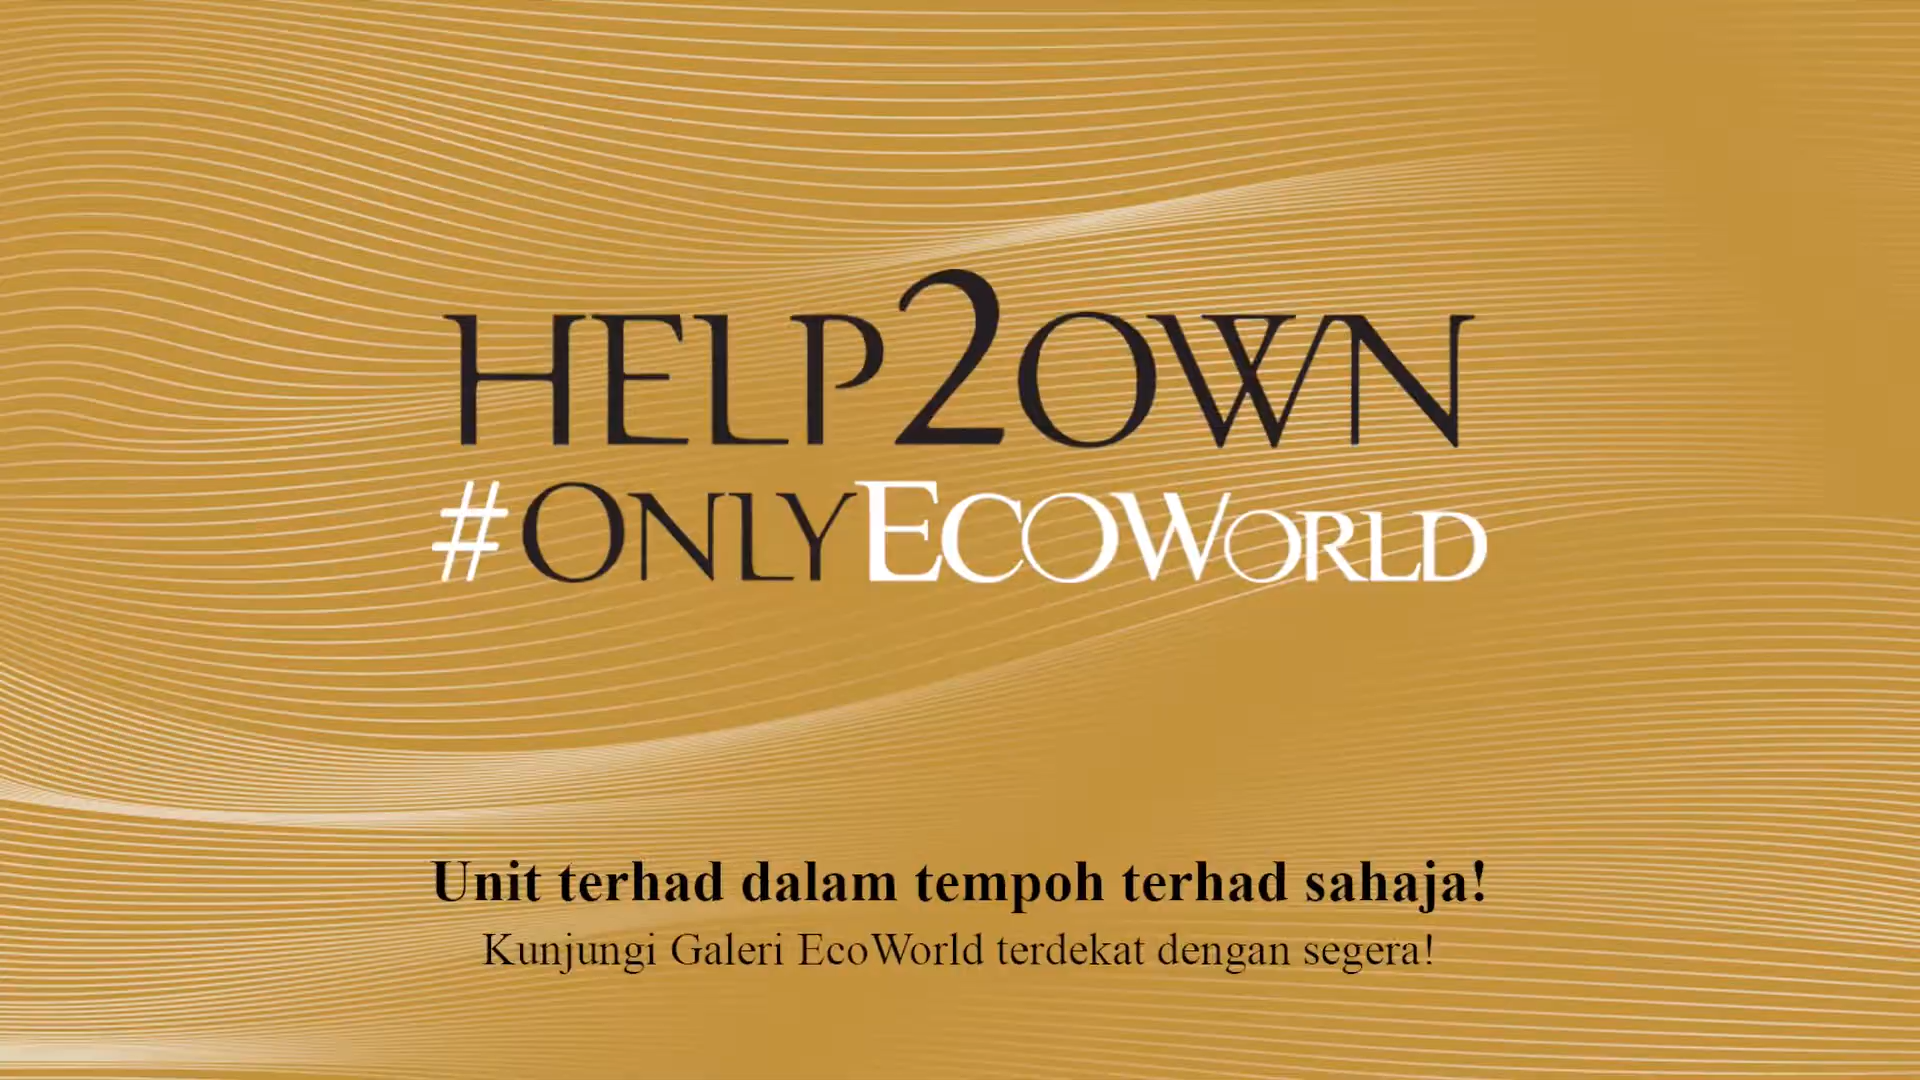 HELP2OWN
#ONLYECOWORLD
Unit terhad dalam tempoh terhad sahaja!
Kunjungi Galeri EcoWorld terdekat dengan segera!